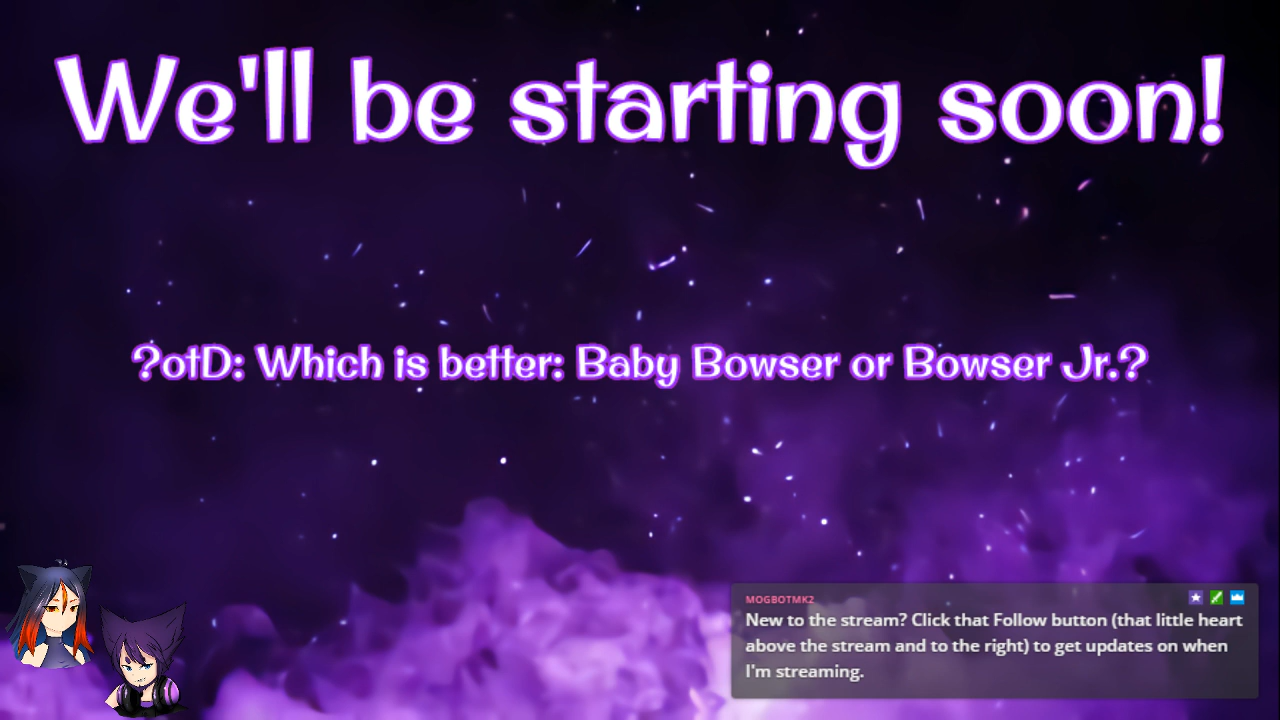 We'll be starting soon!
?otD: Which is better: Baby Bowser or Bowser Jr.?
MOGBOTMK2
New to the stream? Click that Follow button (that little heart
above the stream and to the right) to get updates on when
I'm streaming.